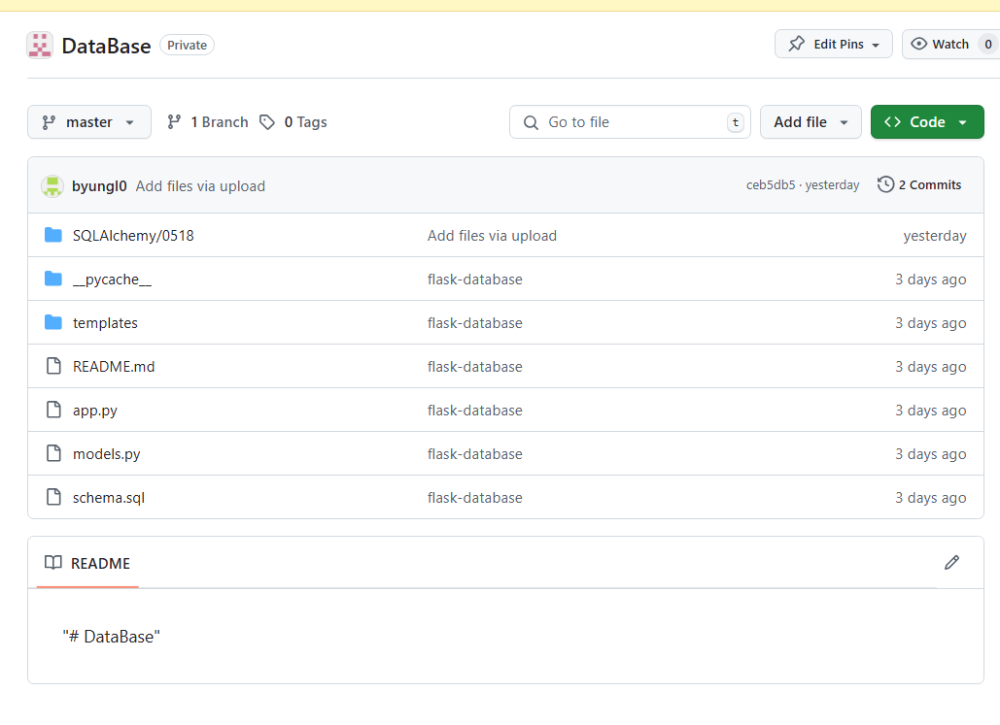 DataBase Private Edit Pins Watch 0
master 1 Branch 0 Tags Go to file t Add file Code
byungl0 Add files via upload ceb5db5 · yesterday 2 Commits
SQLAlchemy/0518 Add files via upload yesterday
__pycache__ flask-database 3 days ago
templates flask-database 3 days ago
README.md flask-database 3 days ago
app.py flask-database 3 days ago
models.py flask-database 3 days ago
schema.sql flask-database 3 days ago
README
"# DataBase"